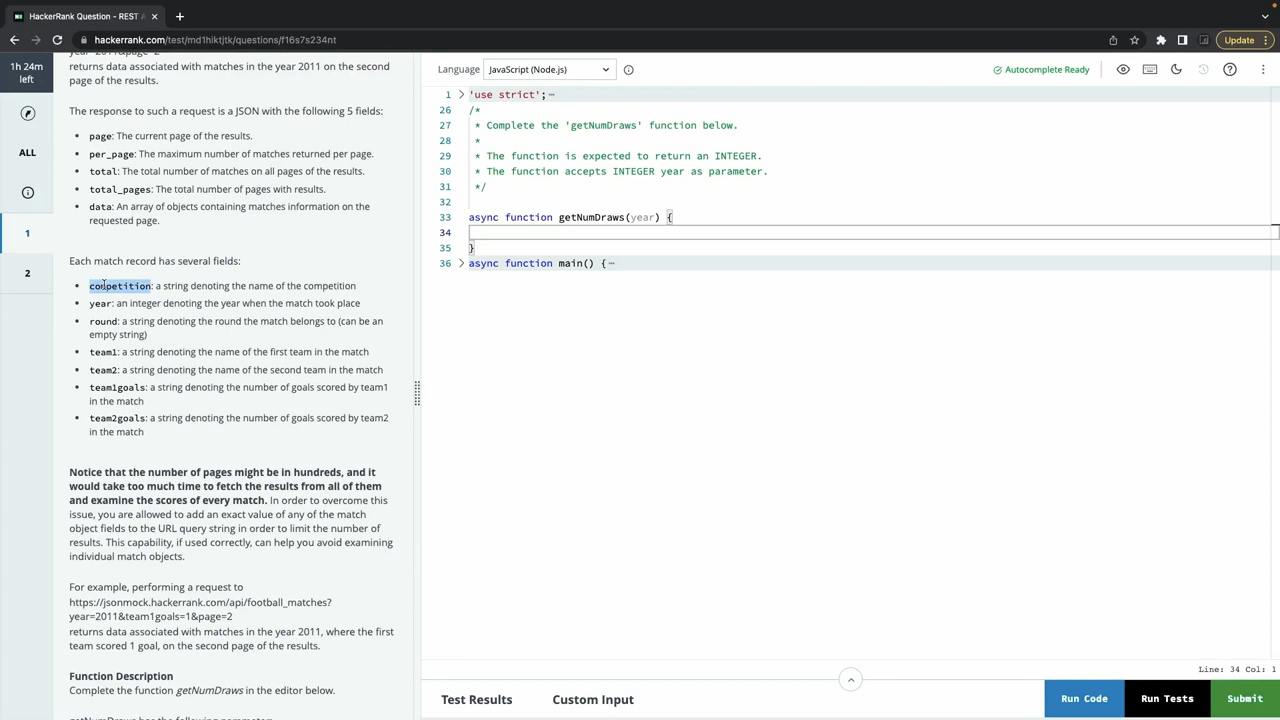 HackerRank Question - REST A
hackerrank.com/test/md1hiktjtk/questions/f16s7s234nt
Update
1h 24m
left
ALL
1
2
returns data associated with matches in the year 2011 on the second
page of the results.
The response to such a request is a JSON with the following 5 fields:
• page: The current page of the results.
• per_page: The maximum number of matches returned per page.
• total: The total number of matches on all pages of the results.
• total_pages: The total number of pages with results.
• data: An array of objects containing matches information on the
requested page.
Each match record has several fields:
• competition: a string denoting the name of the competition
• year: an integer denoting the year when the match took place
• round: a string denoting the round the match belongs to (can be an
empty string)
• team1: a string denoting the name of the first team in the match
• team2: a string denoting the name of the second team in the match
• team1goals: a string denoting the number of goals scored by team1
in the match
• team2goals: a string denoting the number of goals scored by team2
in the match
Notice that the number of pages might be in hundreds, and it
would take too much time to fetch the results from all of them
and examine the scores of every match. In order to overcome this
issue, you are allowed to add an exact value of any of the match
object fields to the URL query string in order to limit the number of
results. This capability, if used correctly, can help you avoid examining
individual match objects.
For example, performing a request to
https://jsonmock.hackerrank.com/api/football_matches?
year=2011&team1goals=1&page=2
returns data associated with matches in the year 2011, where the first
team scored 1 goal, on the second page of the results.
Function Description
Complete the function getNumDraws in the editor below.
Language JavaScript (Node.js)
Autocomplete Ready
1 'use strict';
26 /*
27 * Complete the 'getNumDraws' function below.
28 *
29 * The function is expected to return an INTEGER.
30 * The function accepts INTEGER year as parameter.
31 */
32
33 async function getNumDraws(year) {
34
35 }
36 async function main() {
Line: 34 Col: 1
Test Results
Custom Input
Run Code
Run Tests
Submit